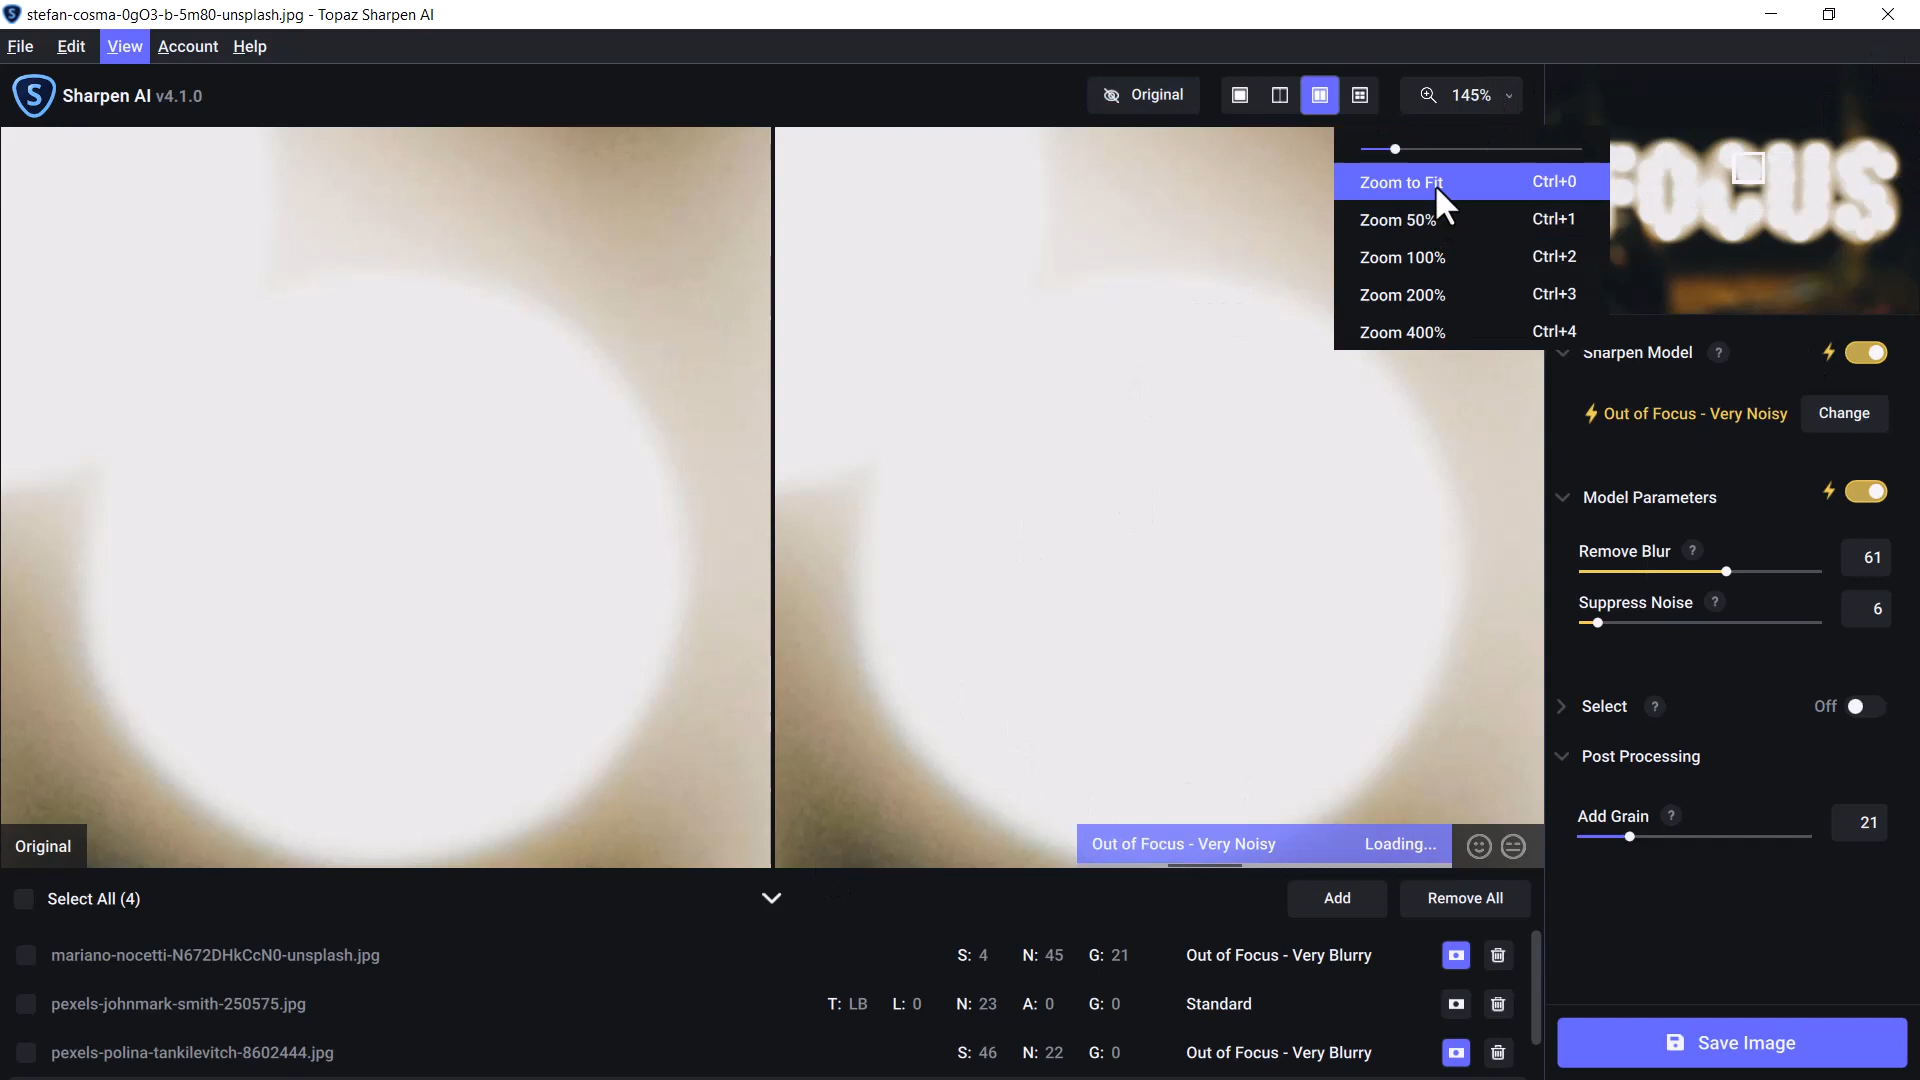 stefan-cosma-0gO3-b-5m80-unsplash.jpg - Topaz Sharpen AI
File Edit View Account Help
S Sharpen AI v4.1.0
Original
145%
FOCUS
Zoom to Fit Ctrl+0
Zoom 50% Ctrl+1
Zoom 100% Ctrl+2
Zoom 200% Ctrl+3
Zoom 400% Ctrl+4
Sharpen Model ?
Out of Focus - Very Noisy Change
Model Parameters
Remove Blur ? 61
Suppress Noise ? 6
Select ? Off
Post Processing
Add Grain ? 21
Original
Out of Focus - Very Noisy Loading...
Select All (4) Add Remove All
mariano-nocetti-N672DHkCcN0-unsplash.jpg S: 4 N: 45 G: 21 Out of Focus - Very Blurry
pexels-johnmark-smith-250575.jpg T: LB L: 0 N: 23 A: 0 G: 0 Standard
pexels-polina-tankilevitch-8602444.jpg S: 46 N: 22 G: 0 Out of Focus - Very Blurry
Save Image